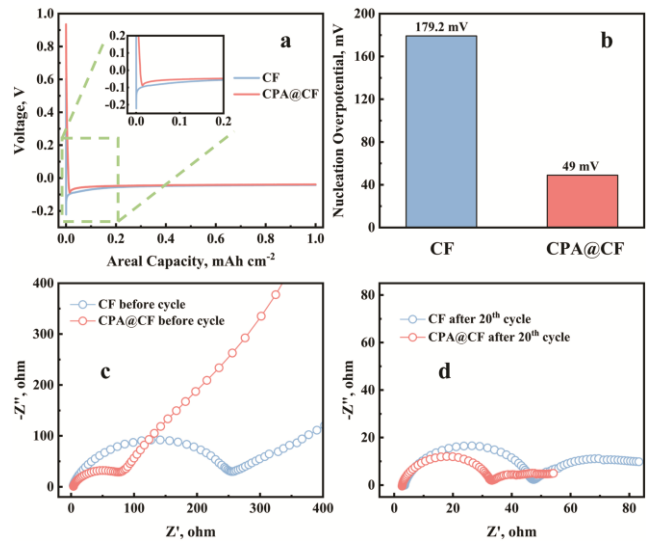 a
1.0
0.8
0.6
0.4
0.2
0.0
-0.2
Voltage, V
0.2
0.1
0.0
-0.1
-0.2
0.0 0.1 0.2
CF
CPA@CF
0.0 0.2 0.4 0.6 0.8 1.0
Areal Capacity, mAh cm⁻²
b
200
160
120
80
40
0
Nucleation Overpotential, mV
179.2 mV
49 mV
CF CPA@CF
c
400
300
200
100
0
-Z", ohm
CF before cycle
CPA@CF before cycle
0 100 200 300 400
Z', ohm
d
80
60
40
20
0
-Z", ohm
CF after 20th cycle
CPA@CF after 20th cycle
0 20 40 60 80
Z', ohm